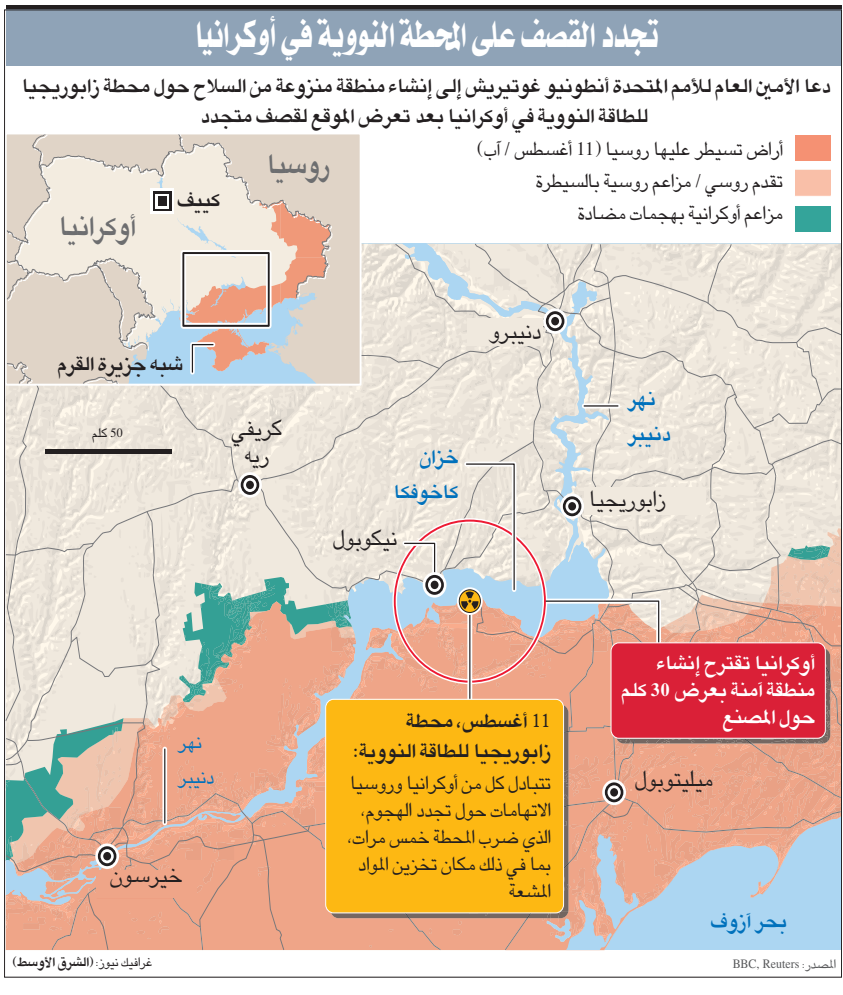 تجدد القصف على المحطة النووية في أوكرانيا
دعا الأمين العام للأمم المتحدة أنطونيو غوتيريش إلى إنشاء منطقة منزوعة من السلاح حول محطة زابوريجيا
للطاقة النووية في أوكرانيا بعد تعرض الموقع لقصف متجدد
أراض تسيطر عليها روسيا (11 أغسطس / آب)
تقدم روسي / مزاعم روسية بالسيطرة
مزاعم أوكرانية بهجمات مضادة
روسيا
كييف
أوكرانيا
شبه جزيرة القرم
دنيبرو
نهر
دنيبر
50 كلم
كريفي
ريه
خزان
كاخوفكا
زابوريجيا
نيكوبول
أوكرانيا تقترح إنشاء
منطقة آمنة بعرض 30 كلم
حول المصنع
11 أغسطس، محطة
زابوريجيا للطاقة النووية:
تتبادل كل من أوكرانيا وروسيا
الاتهامات حول تجدد الهجوم،
الذي ضرب المحطة خمس مرات،
بما في ذلك مكان تخزين المواد
المشعة
نهر
دنيبر
ميليتوبول
خيرسون
بحر آزوف
المصدر: BBC, Reuters
غرافيك نيوز: (الشرق الأوسط)